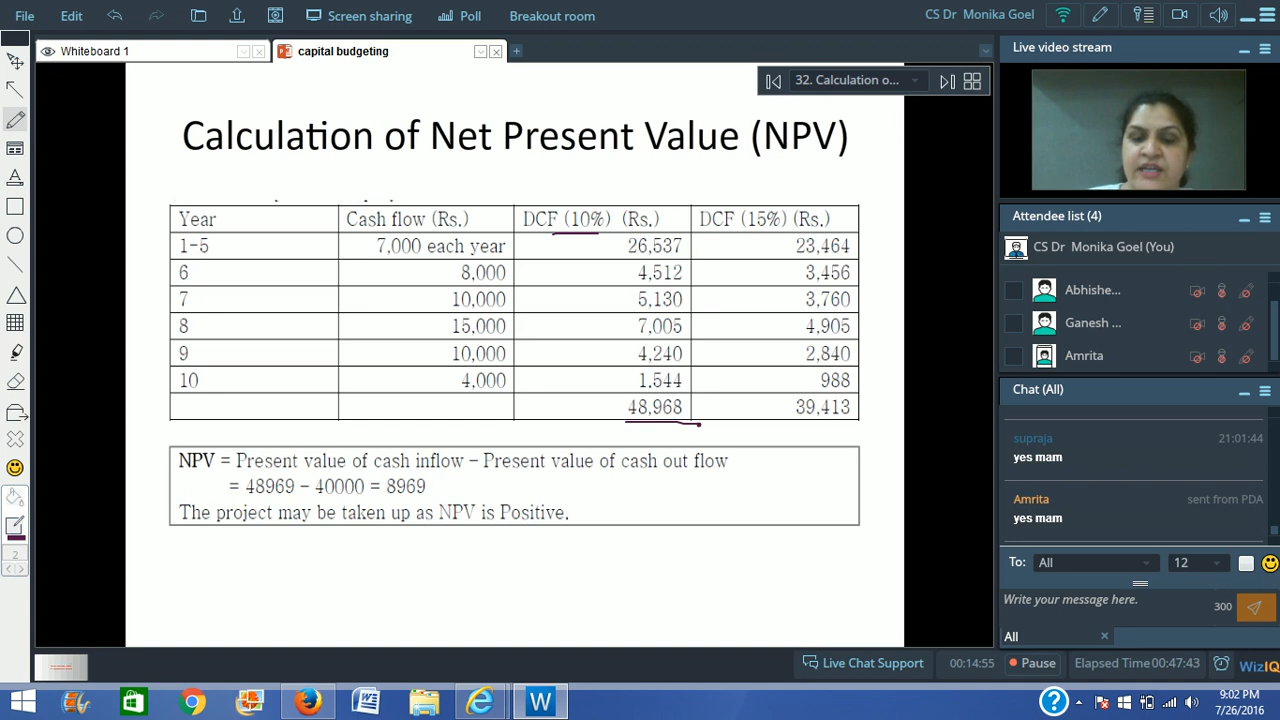 File Edit Screen sharing Poll Breakout room CS Dr Monika Goel
Whiteboard 1 capital budgeting
Live video stream
32. Calculation o...
Calculation of Net Present Value (NPV)
Year Cash flow (Rs.) DCF (10%) (Rs.) DCF (15%) (Rs.)
1-5 7,000 each year 26,537 23,464
6 8,000 4,512 3,456
7 10,000 5,130 3,760
8 15,000 7,005 4,905
9 10,000 4,240 2,840
10 4,000 1,544 988
48,968 39,413
NPV = Present value of cash inflow – Present value of cash out flow
= 48969 – 40000 = 8969
The project may be taken up as NPV is Positive.
Attendee list (4)
CS Dr Monika Goel (You)
Abhishe...
Ganesh ...
Amrita
Chat (All)
supraja 21:01:44
yes mam
Amrita sent from PDA
yes mam
To: All 12
Write your message here. 300
All
2
Live Chat Support 00:14:55 Pause Elapsed Time 00:47:43 WizIQ
9:02 PM
7/26/2016